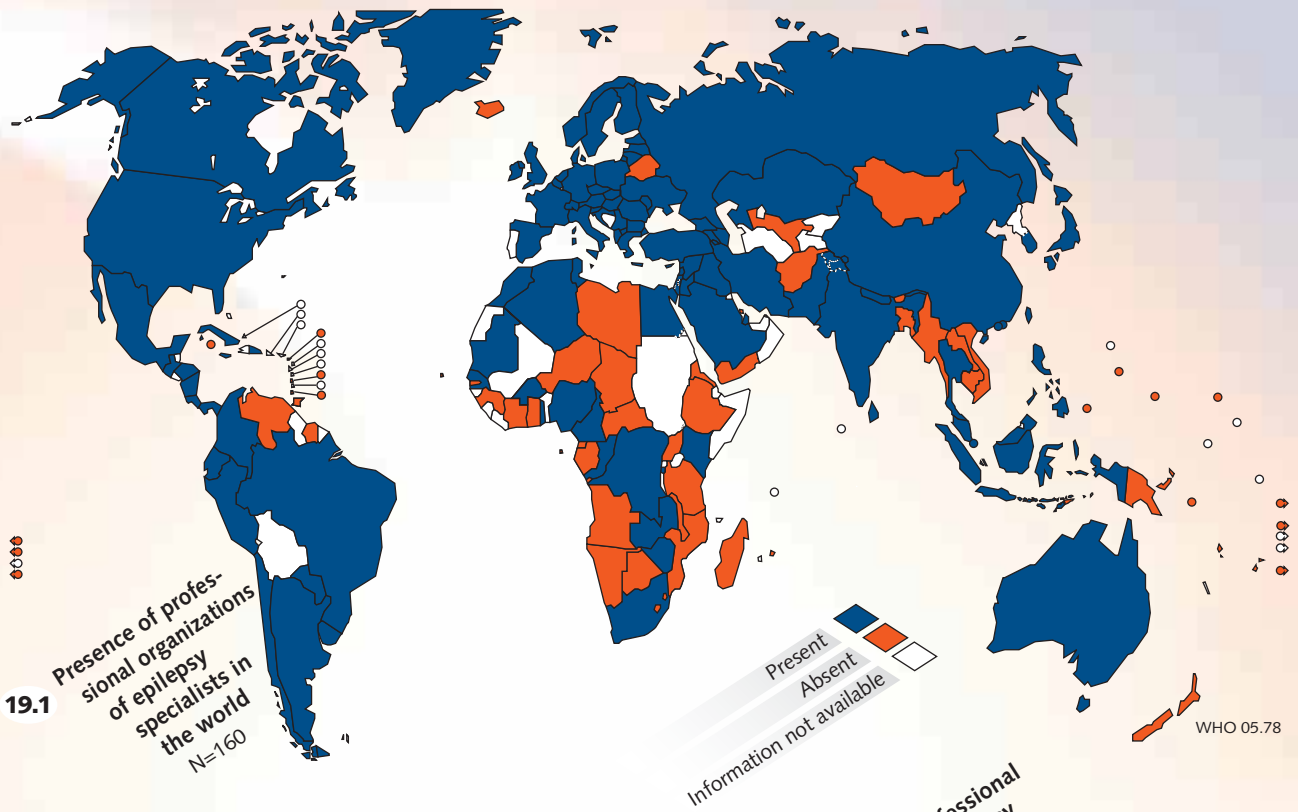 Presence of profes-
sional organizations
of epilepsy
specialists in
the world
N=160
19.1
Present
Absent
Information not available
WHO 05.78